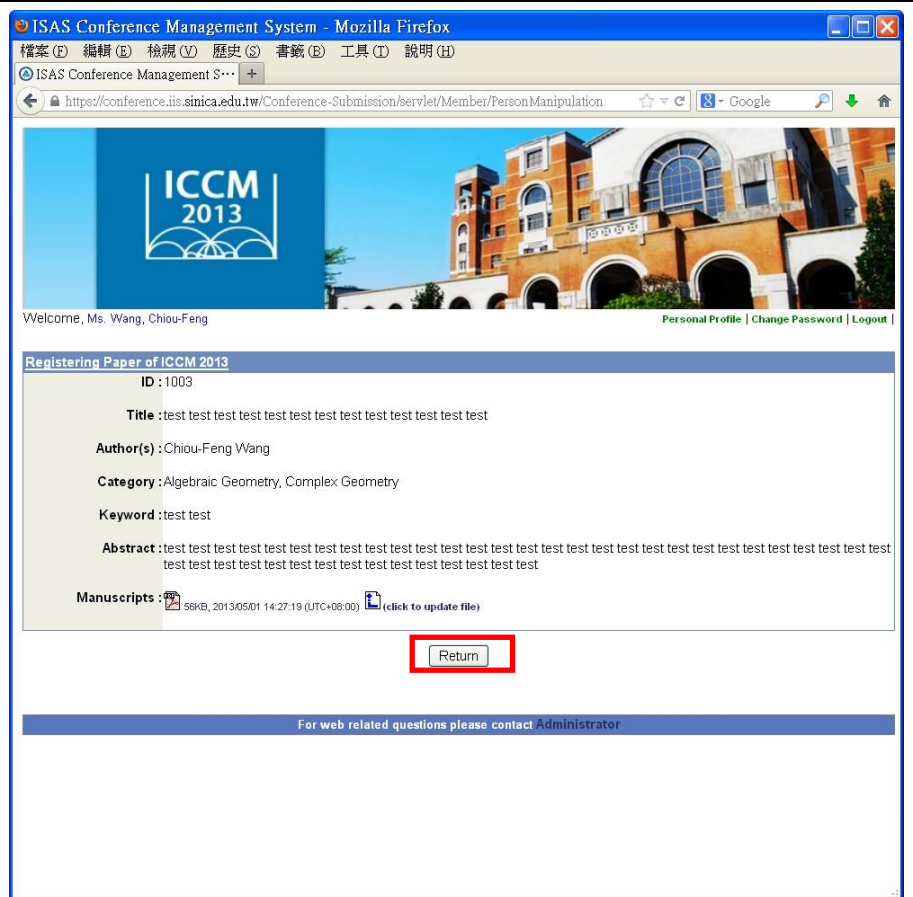 ISAS Conference Management System - Mozilla Firefox
檔案(F) 編輯(E) 檢視(V) 歷史(S) 書籤(B) 工具(T) 說明(H)
ISAS Conference Management S… +
https://conference.iis.sinica.edu.tw/Conference-Submission/servlet/Member/PersonManipulation 8 - Google
ICCM
2013
Welcome, Ms. Wang, Chiou-Feng Personal Profile | Change Password | Logout |
Registering Paper of ICCM 2013
ID : 1003
Title : test test test test test test test test test test test test test
Author(s) : Chiou-Feng Wang
Category : Algebraic Geometry, Complex Geometry
Keyword : test test
Abstract : test test test test test test test test test test test test test test test test test test test test test test test test test test test test test
test test test test test test test test test test test test test test test
Manuscripts : 56KB, 2013/05/01 14:27:19 (UTC+08:00) (click to update file)
Return
For web related questions please contact Administrator